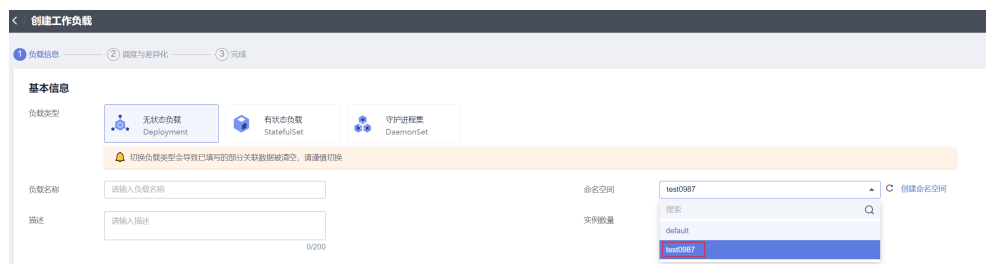 < 创建工作负载
1 负载信息 2 调度与差异化 3 完成
基本信息
负载类型
无状态负载
Deployment
有状态负载
StatefulSet
守护进程集
DaemonSet
切换负载类型会导致已填写的部分关联数据被清空，请谨慎切换
负载名称 请输入负载名称 命名空间 test0987 C 创建命名空间
描述 请输入描述 实例数量 搜索
default
test0987
0/200